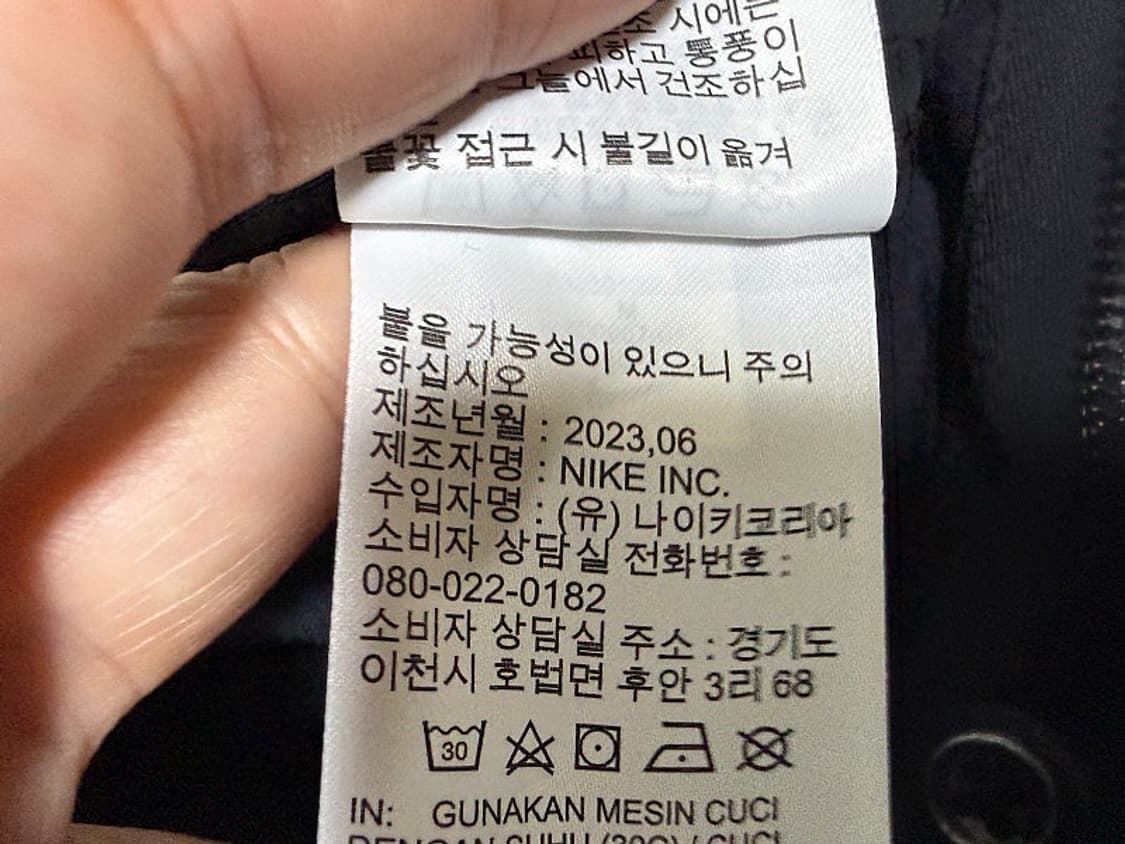 시에는
피하고 통풍이
그늘에서 건조하십
불꽃 접근 시 불길이 옮겨
붙을 가능성이 있으니 주의
하십시오
제조년월 : 2023,06
제조자명 : NIKE INC.
수입자명 : (유) 나이키코리아
소비자 상담실 전화번호 :
080-022-0182
소비자 상담실 주소 : 경기도
이천시 호법면 후안 3리 68
30
IN: GUNAKAN MESIN CUCI
DENGAN SUHU (30C) / CUCI